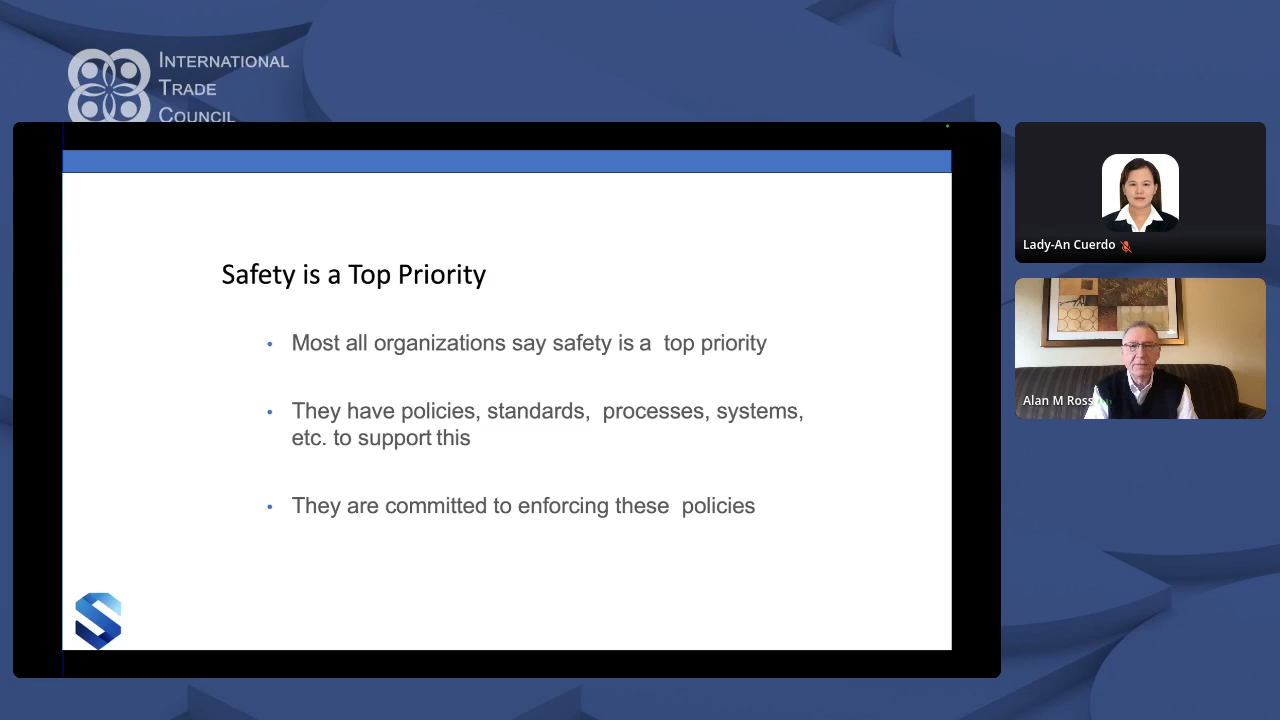 INTERNATIONAL
TRADE
COUNCIL
Safety is a Top Priority
• Most all organizations say safety is a top priority
• They have policies, standards, processes, systems,
etc. to support this
• They are committed to enforcing these policies
Lady-An Cuerdo
Alan M Ross